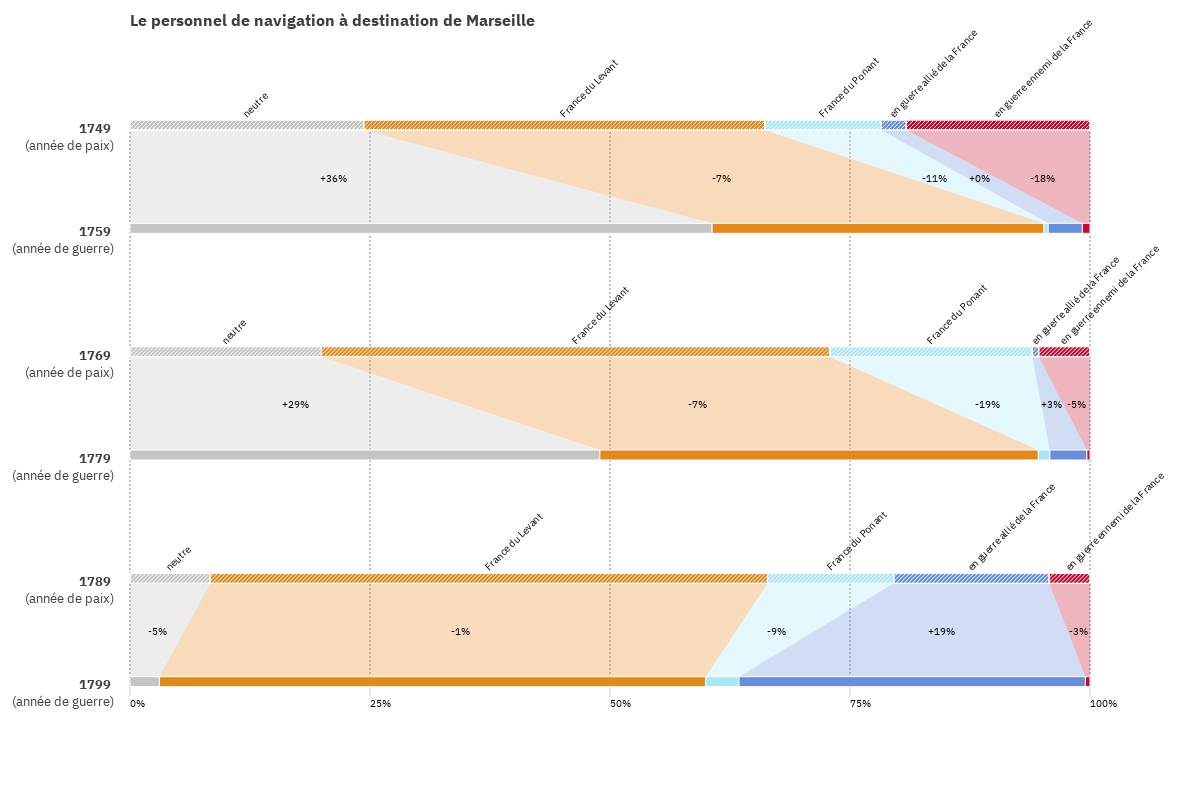 Le personnel de navigation à destination de Marseille
neutre
France du Levant
France du Ponant
en guerre allié de la France
en guerre ennemi de la France
1749
(année de paix)
+36%
-7%
-11%
+0%
-18%
1759
(année de guerre)
neutre
France du Levant
France du Ponant
en guerre allié de la France
en guerre ennemi de la France
1769
(année de paix)
+29%
-7%
-19%
+3%
-5%
1779
(année de guerre)
neutre
France du Levant
France du Ponant
en guerre allié de la France
en guerre ennemi de la France
1789
(année de paix)
-5%
-1%
-9%
+19%
-3%
1799
(année de guerre)
0%
25%
50%
75%
100%